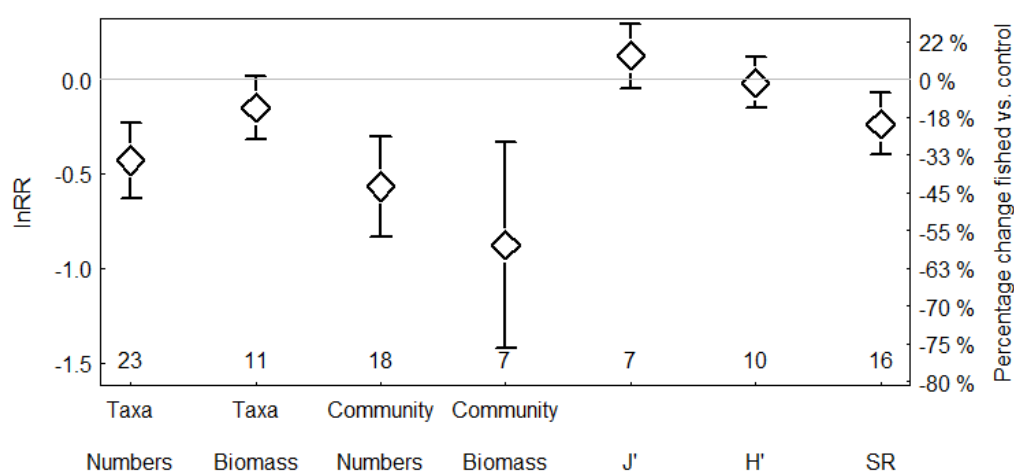 lnRR
0.0
-0.5
-1.0
-1.5
22 %
0 %
-18 %
-33 %
-45 %
-55 %
-63 %
-70 %
-75 %
-80 %
Percentage change fished vs. control
23 11 18 7 7 10 16
Taxa Taxa Community Community
Numbers Biomass Numbers Biomass J' H' SR